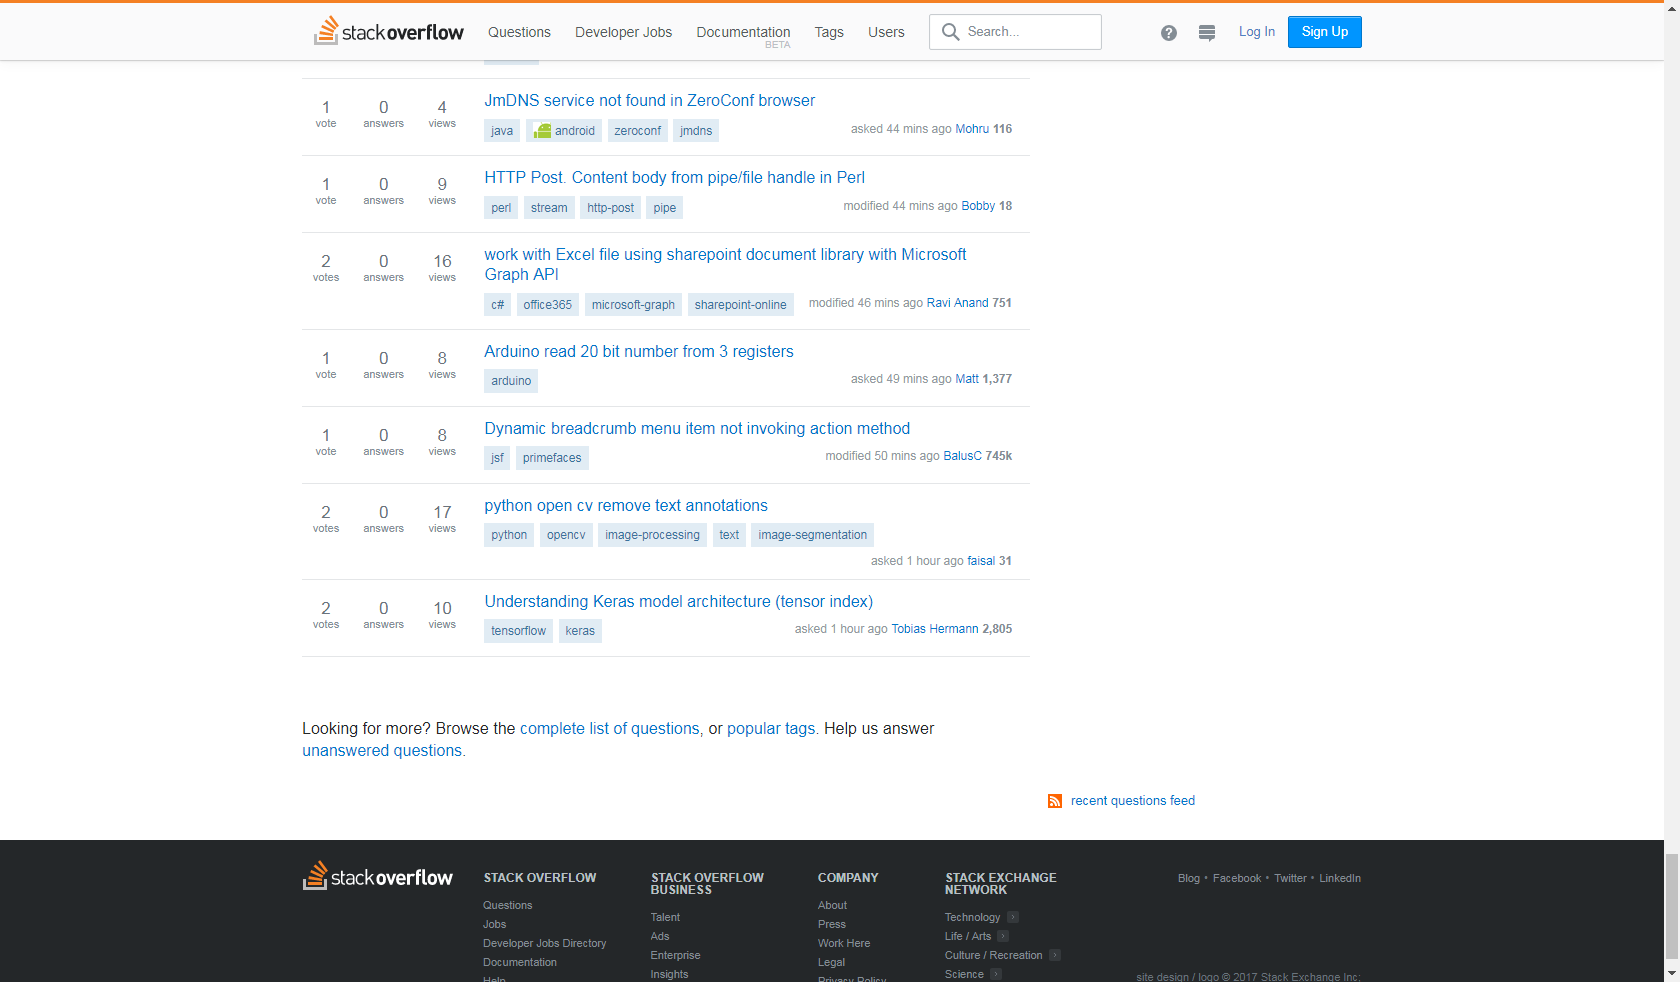 stackoverflow Questions Developer Jobs Documentation Tags Users Search... Log In Sign Up
BETA
1 0 4 JmDNS service not found in ZeroConf browser
vote answers views java android zeroconf jmdns asked 44 mins ago Mohru 116
1 0 9 HTTP Post. Content body from pipe/file handle in Perl
vote answers views perl stream http-post pipe modified 44 mins ago Bobby 18
2 0 16 work with Excel file using sharepoint document library with Microsoft
votes answers views Graph API
c# office365 microsoft-graph sharepoint-online modified 46 mins ago Ravi Anand 751
1 0 8 Arduino read 20 bit number from 3 registers
vote answers views arduino asked 49 mins ago Matt 1,377
1 0 8 Dynamic breadcrumb menu item not invoking action method
vote answers views jsf primefaces modified 50 mins ago BalusC 745k
2 0 17 python open cv remove text annotations
votes answers views python opencv image-processing text image-segmentation
asked 1 hour ago faisal 31
2 0 10 Understanding Keras model architecture (tensor index)
votes answers views tensorflow keras asked 1 hour ago Tobias Hermann 2,805
Looking for more? Browse the complete list of questions, or popular tags. Help us answer
unanswered questions.
recent questions feed
stackoverflow
STACK OVERFLOW
Questions
Jobs
Developer Jobs Directory
Documentation
Help
STACK OVERFLOW
BUSINESS
Talent
Ads
Enterprise
Insights
COMPANY
About
Press
Work Here
Legal
Privacy Policy
STACK EXCHANGE
NETWORK
Technology
Life / Arts
Culture / Recreation
Science
Blog • Facebook • Twitter • LinkedIn
site design / logo © 2017 Stack Exchange Inc;